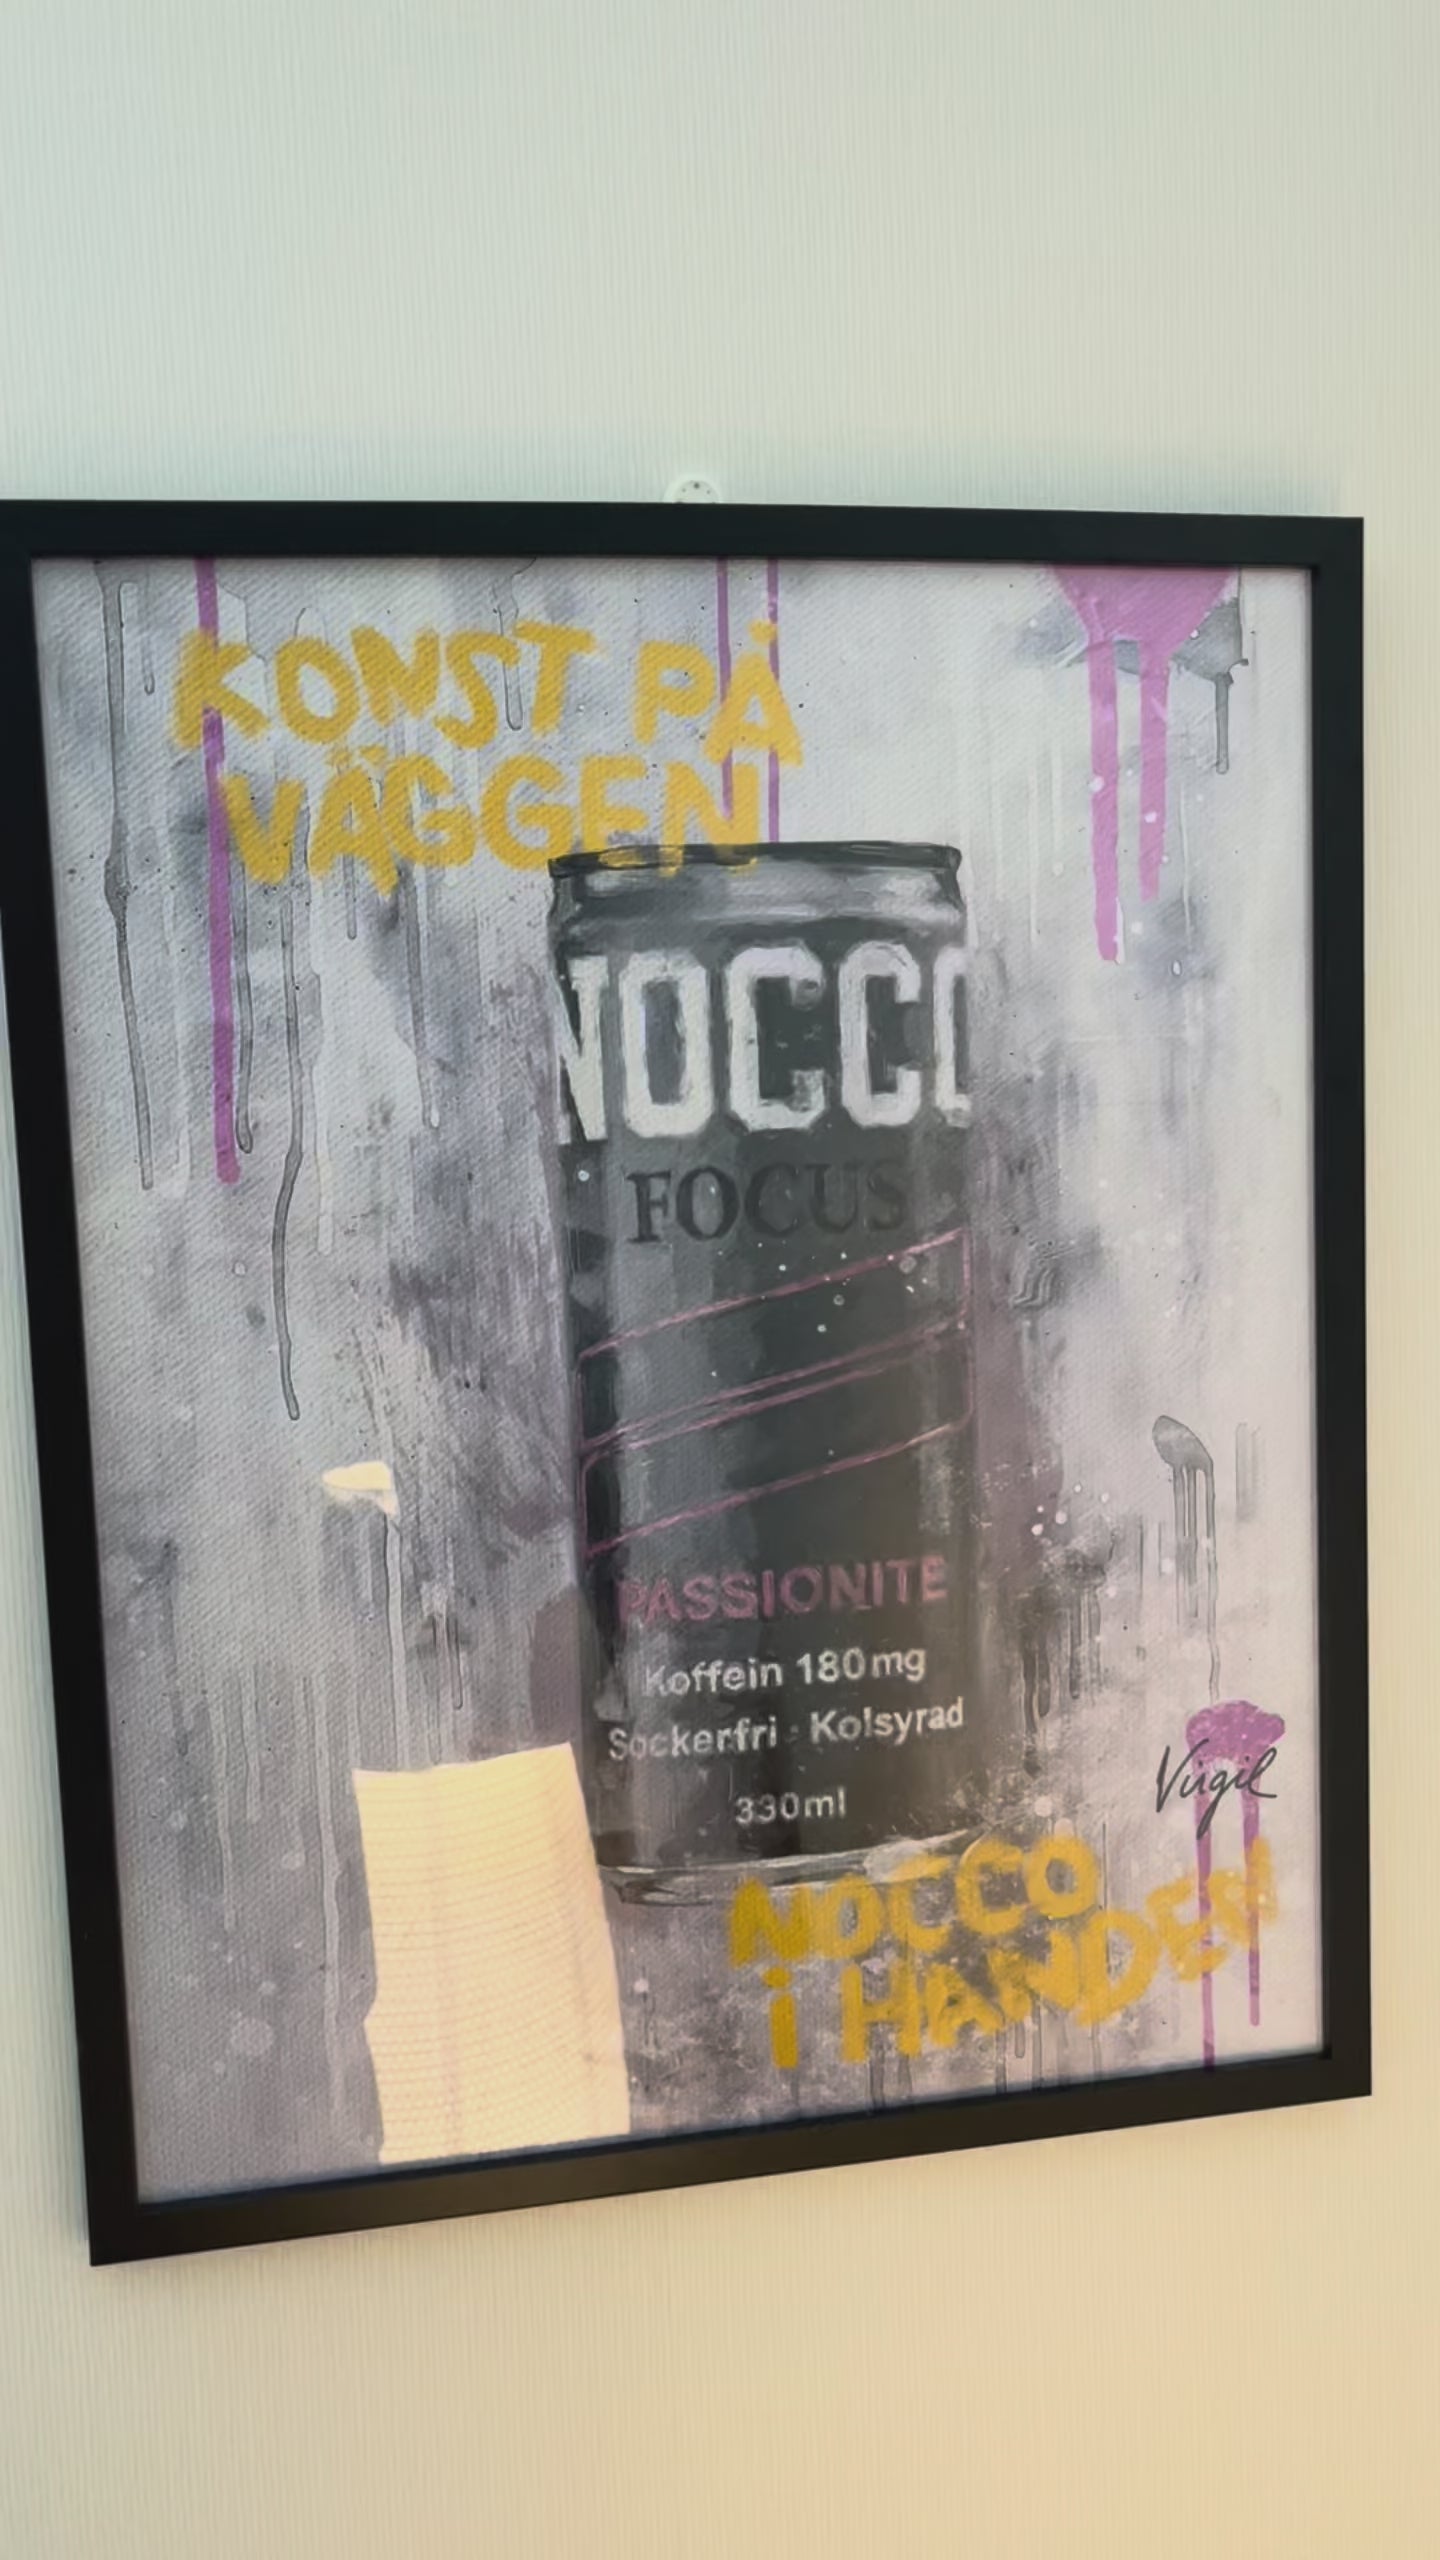 KONST PÅ
VÄGGEN
NOCCO
FOCUS
PASSIONITE
Koffein 180mg
Sockerfri · Kolsyrad
330ml
Virgil
NOCCO
i HANDEN